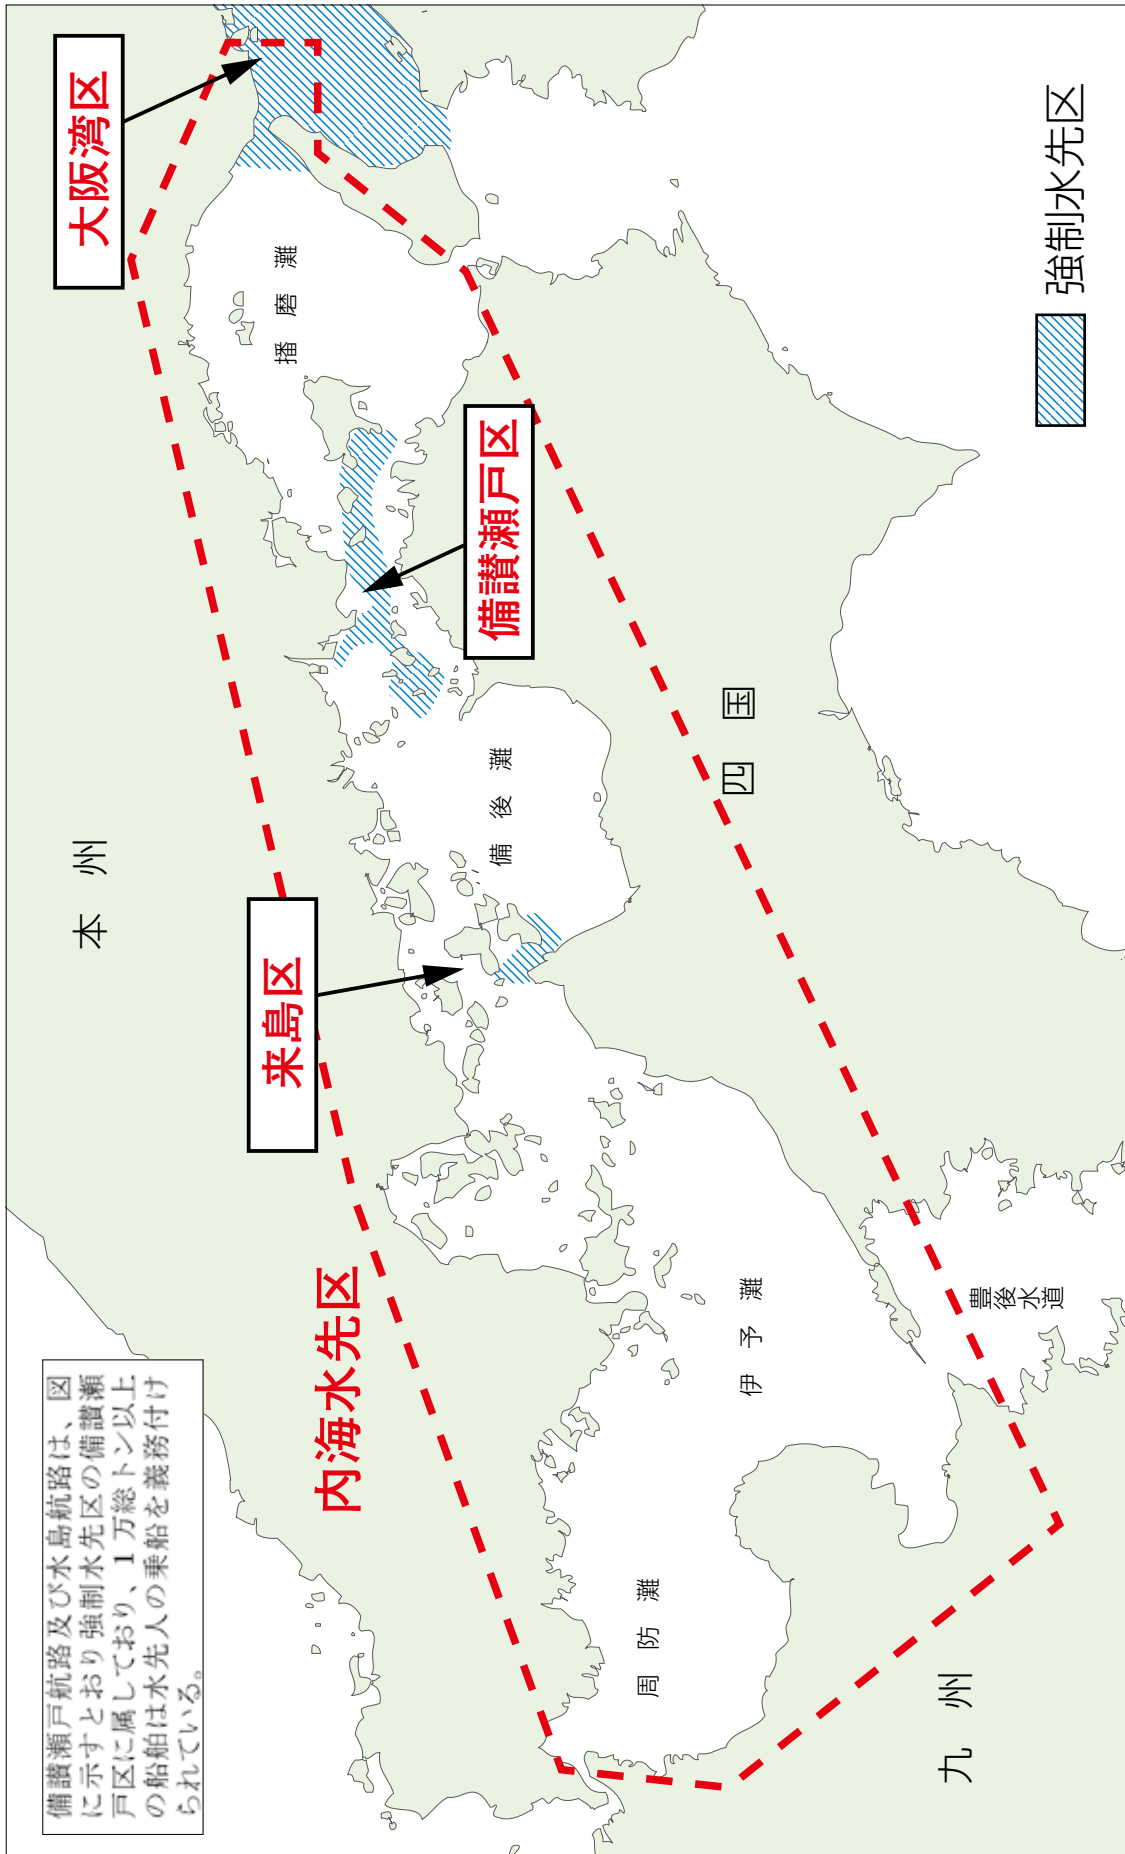 備讃瀬戸航路及び水島航路は、図
に示すとおり強制水先区の備讃瀬
戸区に属しており、1万総トン以上
の船舶は水先人の乗船を義務付け
られている。
本州
大阪湾区
来島区
内海水先区
播磨灘
備讃瀬戸区
備後灘
四国
周防灘
伊予灘
豊後
水道
九州
強制水先区